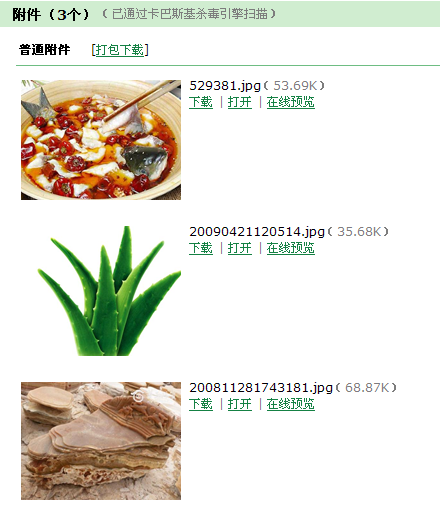 附件（3个）（已通过卡巴斯基杀毒引擎扫描）
普通附件 [打包下载]
529381.jpg（53.69K）
下载 | 打开 | 在线预览
20090421120514.jpg（35.68K）
下载 | 打开 | 在线预览
200811281743181.jpg（68.87K）
下载 | 打开 | 在线预览